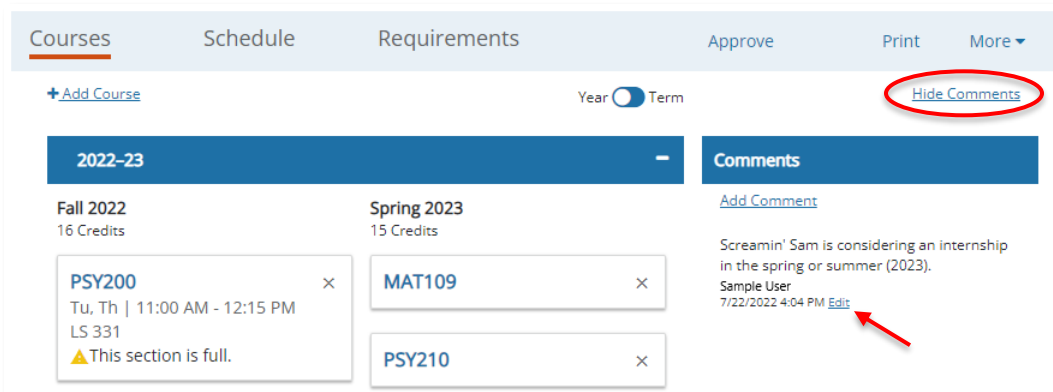 Courses Schedule Requirements Approve Print More
+ Add Course Year Term Hide Comments
2022–23
Fall 2022
16 Credits
PSY200 ×
Tu, Th | 11:00 AM - 12:15 PM
LS 331
This section is full.
Spring 2023
15 Credits
MAT109 ×
PSY210 ×
Comments
Add Comment
Screamin' Sam is considering an internship
in the spring or summer (2023).
Sample User
7/22/2022 4:04 PM Edit